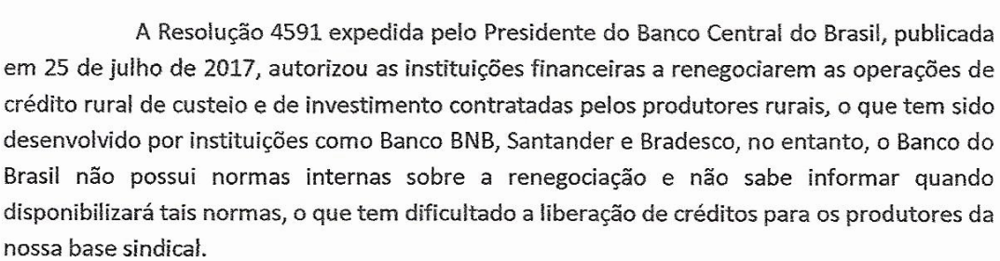 A Resolução 4591 expedida pelo Presidente do Banco Central do Brasil, publicada
em 25 de julho de 2017, autorizou as instituições financeiras a renegociarem as operações de
crédito rural de custeio e de investimento contratadas pelos produtores rurais, o que tem sido
desenvolvido por instituições como Banco BNB, Santander e Bradesco, no entanto, o Banco do
Brasil não possui normas internas sobre a renegociação e não sabe informar quando
disponibilizará tais normas, o que tem dificultado a liberação de créditos para os produtores da
nossa base sindical.